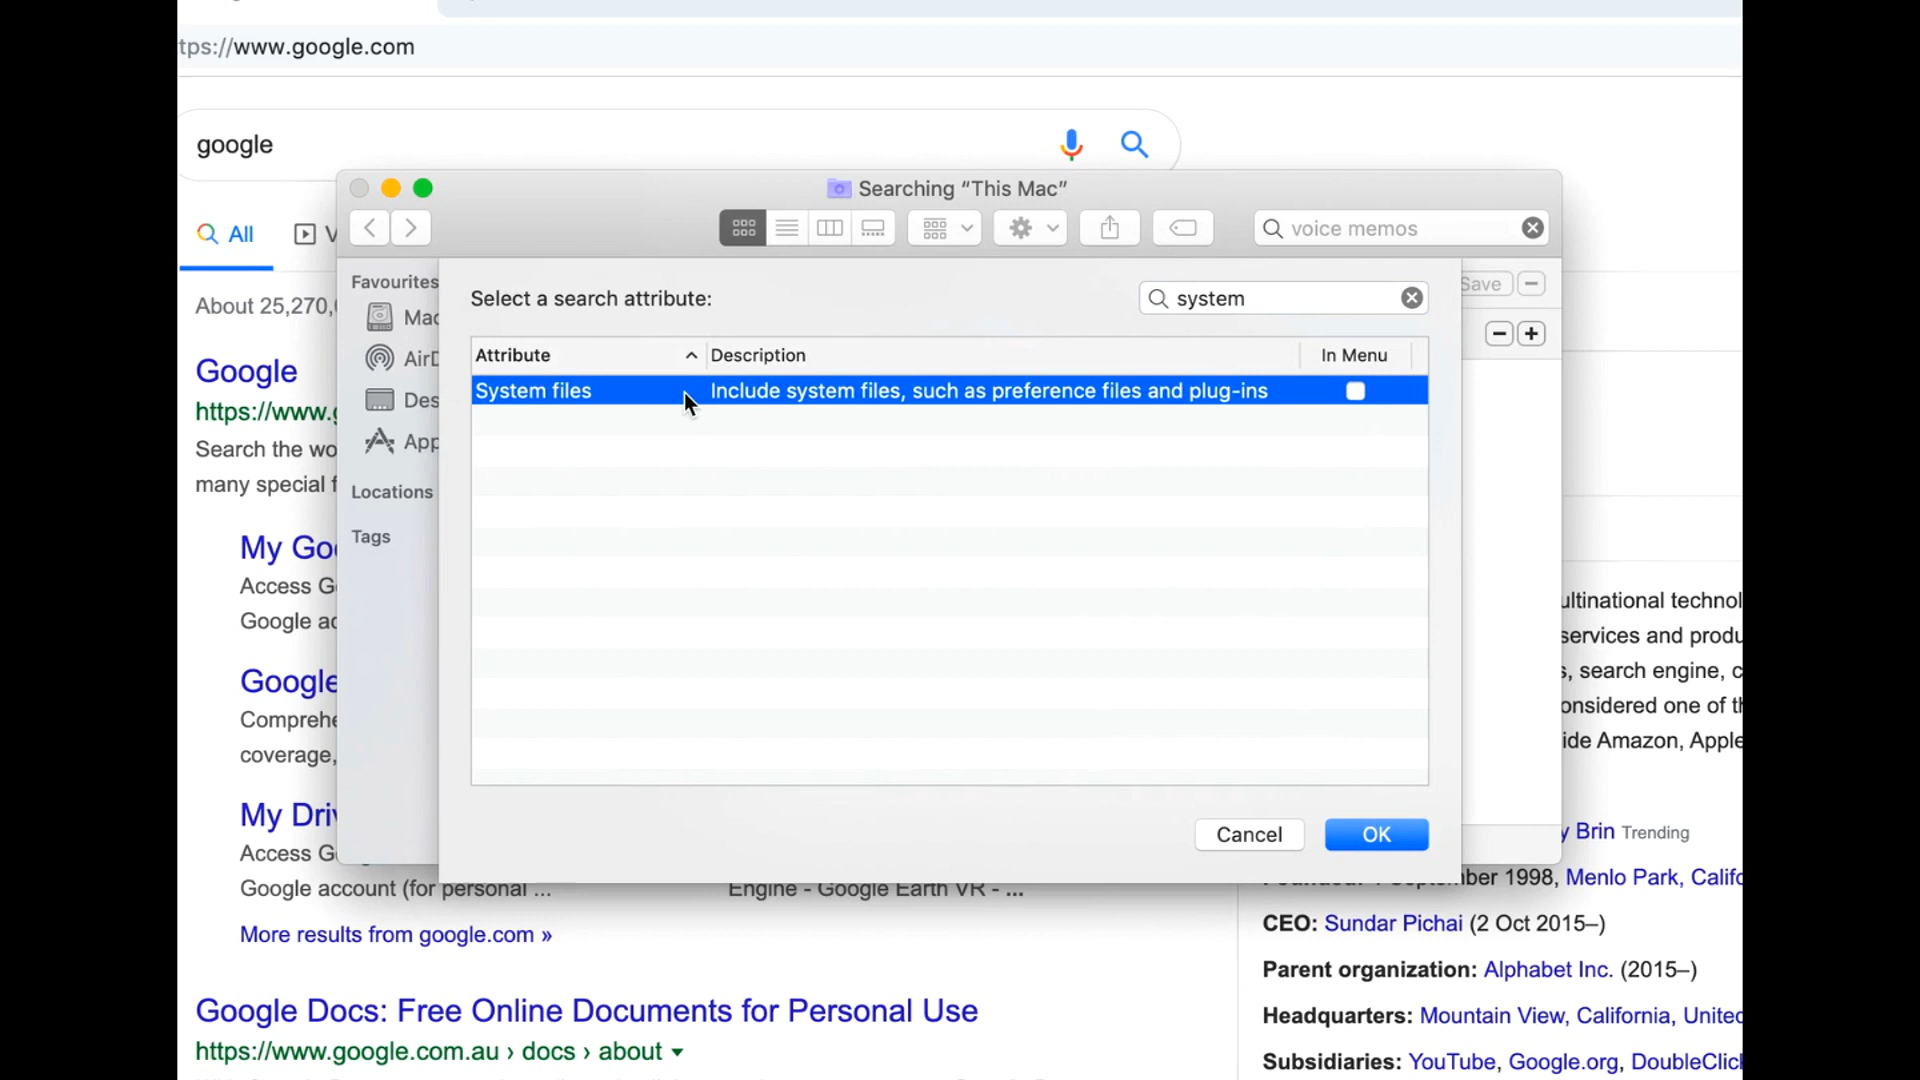 tps://www.google.com
google
All
About 25,270,
Google
https://www.g
Search the wo
many special f
My Goo
Access G
Google ac
Google
Comprehe
coverage,
My Driv
Access G
Google account (for personal ...
Engine - Google Earth VR - ...
More results from google.com »
Google Docs: Free Online Documents for Personal Use
https://www.google.com.au › docs › about
Searching “This Mac”
voice memos
Favourites
Mac
AirD
Des
App
Locations
Tags
Save
Select a search attribute:
system
Attribute
Description
In Menu
System files
Include system files, such as preference files and plug-ins
Cancel
OK
ultinational technol
services and produ
s, search engine, c
onsidered one of th
ide Amazon, Apple
y Brin Trending
ber 1998, Menlo Park, Califo
CEO: Sundar Pichai (2 Oct 2015–)
Parent organization: Alphabet Inc. (2015–)
Headquarters: Mountain View, California, United
Subsidiaries: YouTube, Google.org, DoubleClick